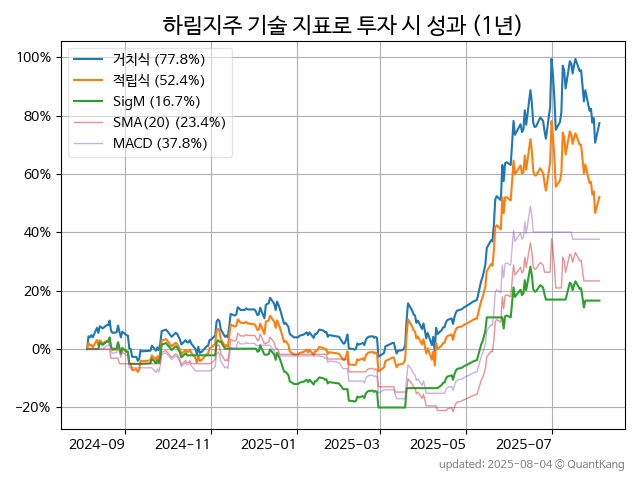 하림지주 기술 지표로 투자 시 성과 (1년)
거치식 (77.8%)
적립식 (52.4%)
SigM (16.7%)
SMA(20) (23.4%)
MACD (37.8%)
100%
80%
60%
40%
20%
0%
−20%
2024-09 2024-11 2025-01 2025-03 2025-05 2025-07
updated: 2025-08-04 © QuantKang